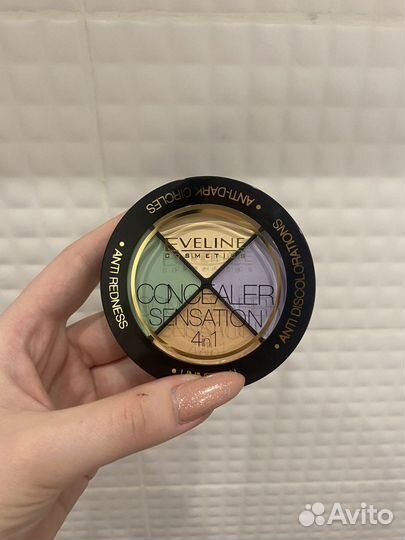 • ANTI-DARK CIRCLES •
EVELINE
COSMETICS
CONCEALER
SENSATION
4in1
ANTI REDNESS
ANTI DISCOLORATIONS
Avito